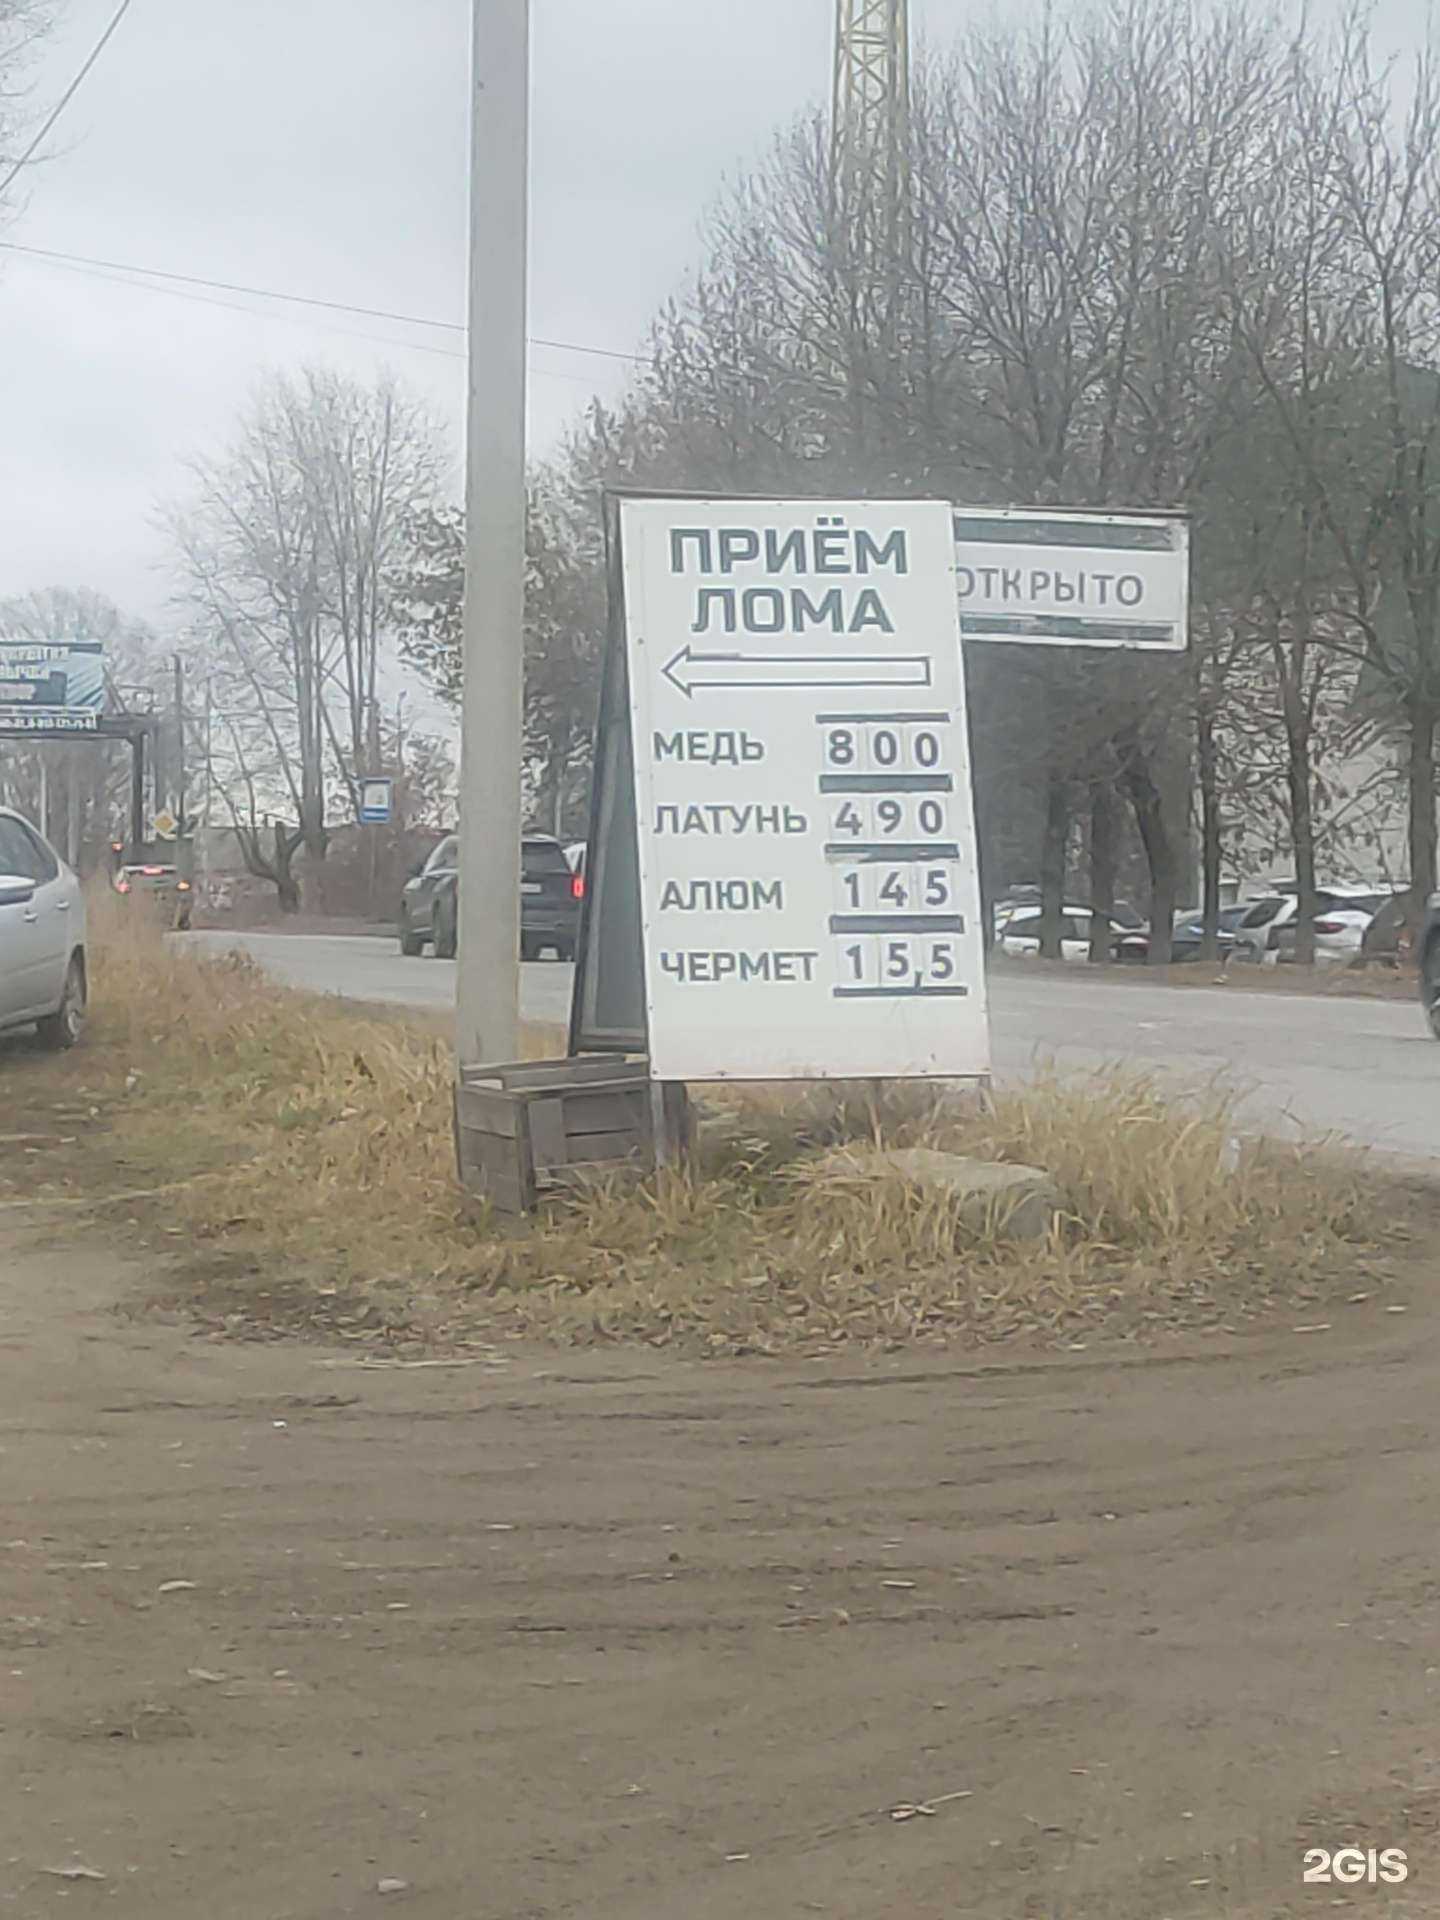 ПРИЁМ
ЛОМА
ОТКРЫТО
МЕДЬ 800
ЛАТУНЬ 490
АЛЮМ 145
ЧЕРМЕТ 15,5
2GIS